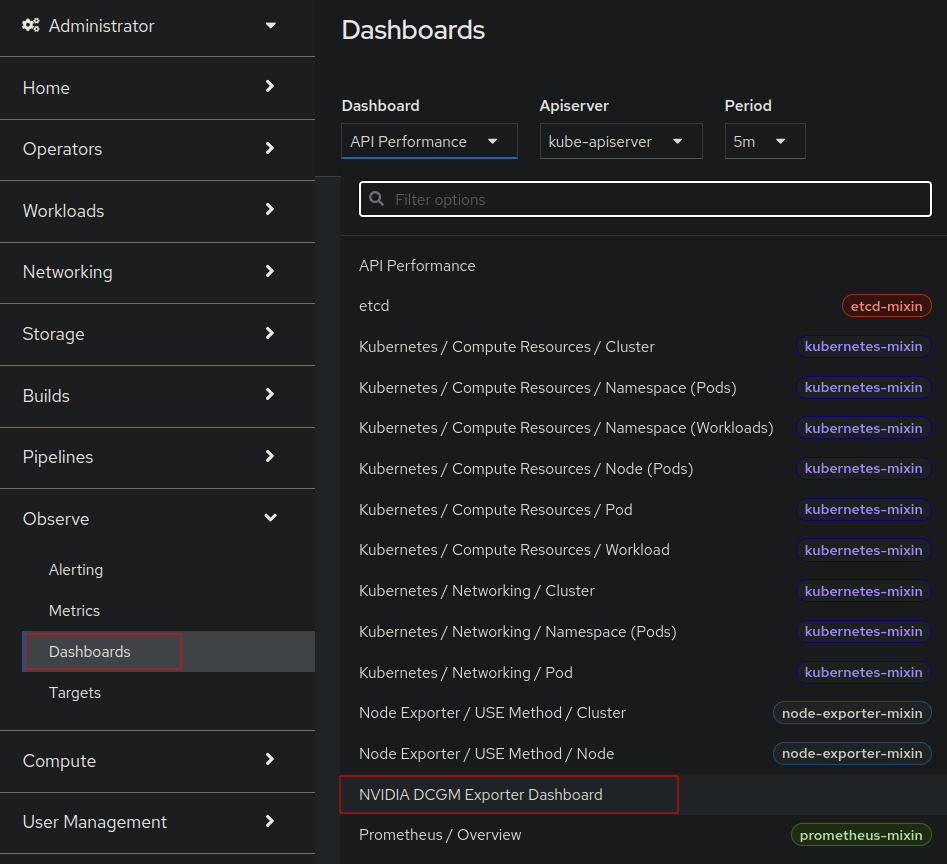 Administrator
Home
Operators
Workloads
Networking
Storage
Builds
Pipelines
Observe
Alerting
Metrics
Dashboards
Targets
Compute
User Management
Dashboards
Dashboard Apiserver Period
API Performance kube-apiserver 5m
Filter options
API Performance
etcd etcd-mixin
Kubernetes / Compute Resources / Cluster kubernetes-mixin
Kubernetes / Compute Resources / Namespace (Pods) kubernetes-mixin
Kubernetes / Compute Resources / Namespace (Workloads) kubernetes-mixin
Kubernetes / Compute Resources / Node (Pods) kubernetes-mixin
Kubernetes / Compute Resources / Pod kubernetes-mixin
Kubernetes / Compute Resources / Workload kubernetes-mixin
Kubernetes / Networking / Cluster kubernetes-mixin
Kubernetes / Networking / Namespace (Pods) kubernetes-mixin
Kubernetes / Networking / Pod kubernetes-mixin
Node Exporter / USE Method / Cluster node-exporter-mixin
Node Exporter / USE Method / Node node-exporter-mixin
NVIDIA DCGM Exporter Dashboard
Prometheus / Overview prometheus-mixin